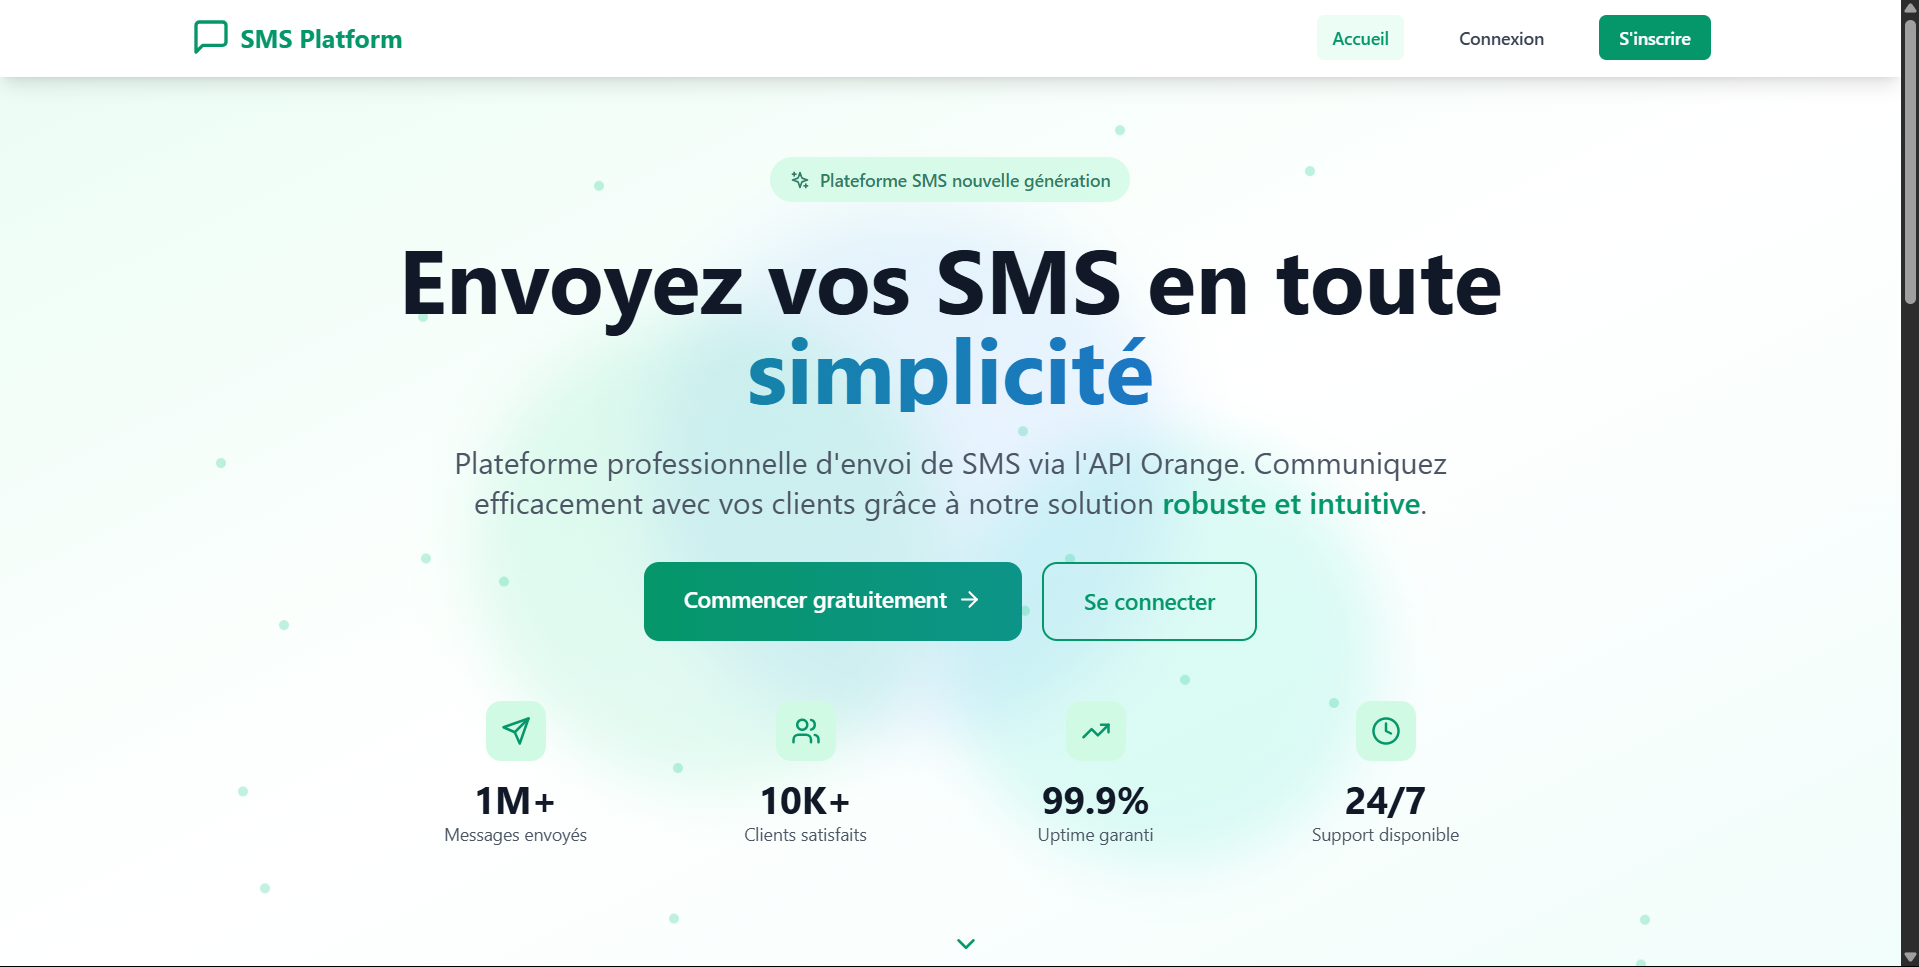 SMS Platform
Accueil
Connexion
S'inscrire
Plateforme SMS nouvelle génération
Envoyez vos SMS en toute
simplicité
Plateforme professionnelle d'envoi de SMS via l'API Orange. Communiquez
efficacement avec vos clients grâce à notre solution robuste et intuitive.
Commencer gratuitement
Se connecter
1M+
Messages envoyés
10K+
Clients satisfaits
99.9%
Uptime garanti
24/7
Support disponible